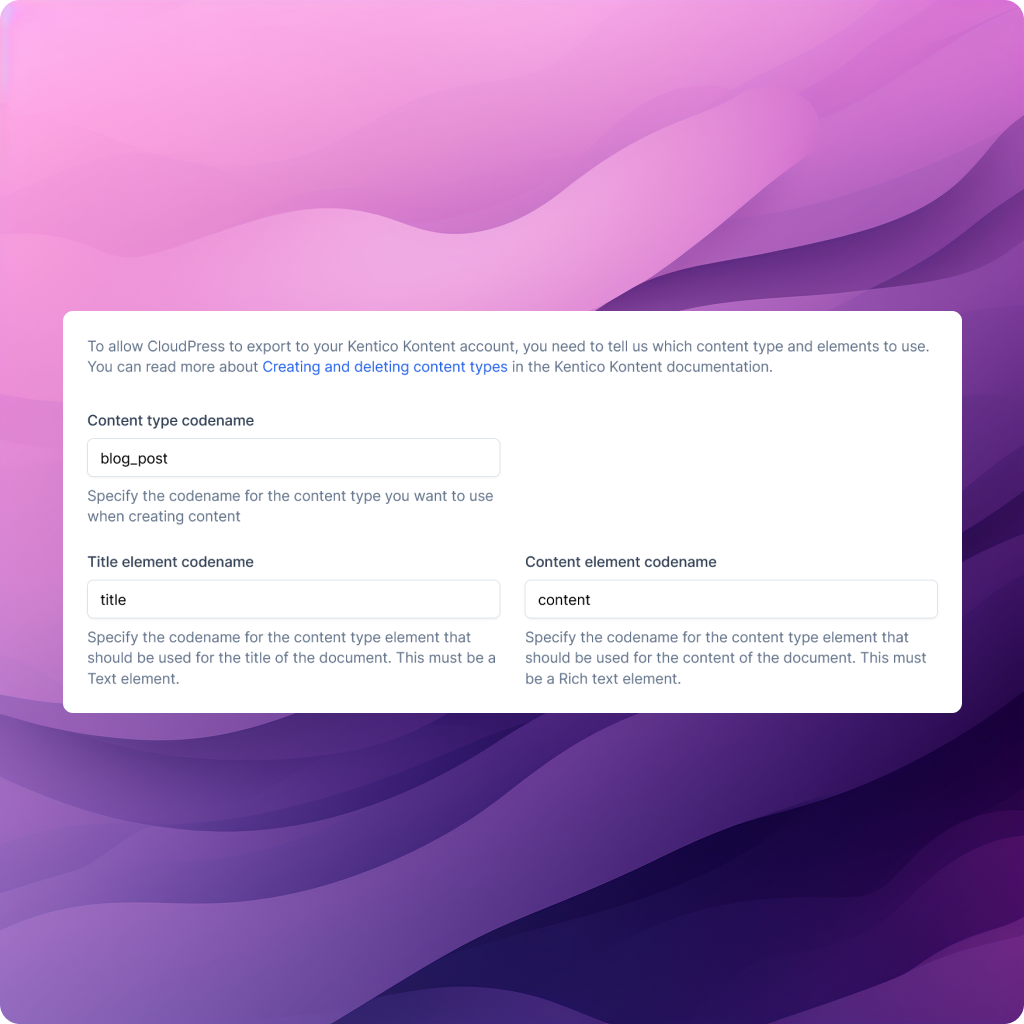 To allow CloudPress to export to your Kentico Kontent account, you need to tell us which content type and elements to use.
You can read more about Creating and deleting content types in the Kentico Kontent documentation.
Content type codename
blog_post
Specify the codename for the content type you want to use
when creating content
Title element codename
title
Specify the codename for the content type element that
should be used for the title of the document. This must be a
Text element.
Content element codename
content
Specify the codename for the content type element that
should be used for the content of the document. This must
be a Rich text element.